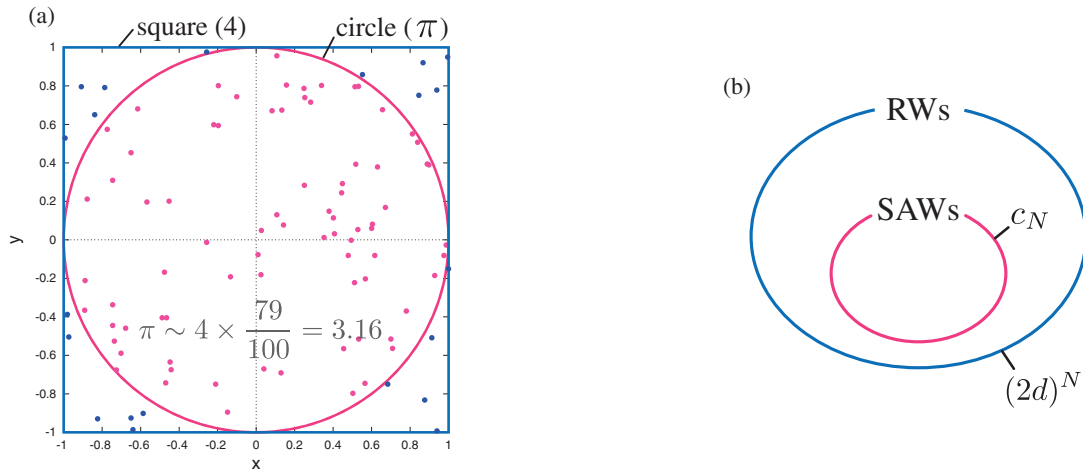 (a)
square (4)
circle (π)
1
0.8
0.6
0.4
0.2
0
-0.2
-0.4
-0.6
-0.8
-1
y
π ∼ 4 × 79/100 = 3.16
-1 -0.8 -0.6 -0.4 -0.2 0 0.2 0.4 0.6 0.8 1
x
(b)
RWs
SAWs
c_N
(2d)^N